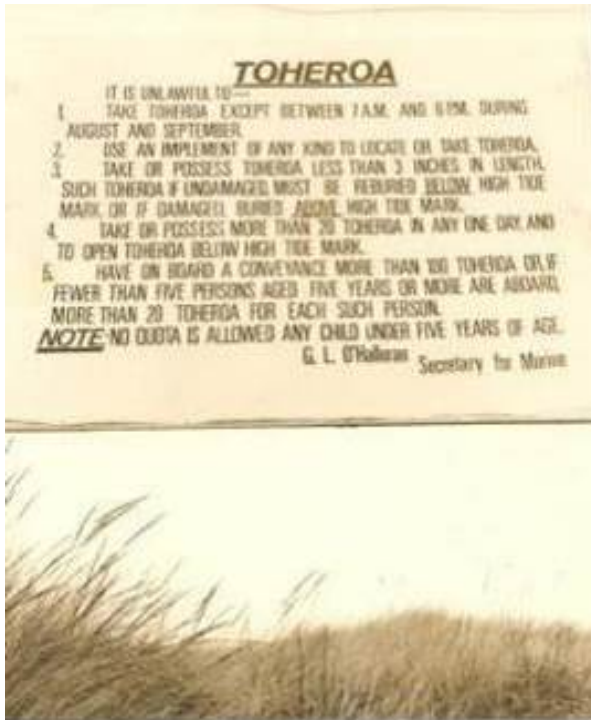 TOHEROA
IT IS UNLAWFUL TO—
1. TAKE TOHEROA EXCEPT BETWEEN 7 A.M. AND 6 P.M. DURING
AUGUST AND SEPTEMBER.
2. USE AN IMPLEMENT OF ANY KIND TO LOCATE OR TAKE TOHEROA.
3. TAKE OR POSSESS TOHEROA LESS THAN 3 INCHES IN LENGTH.
SUCH TOHEROA IF UNDAMAGED, MUST BE REBURIED BELOW HIGH TIDE
MARK, OR IF DAMAGED, BURIED ABOVE HIGH TIDE MARK.
4. TAKE OR POSSESS MORE THAN 20 TOHEROA IN ANY ONE DAY, AND
TO OPEN TOHEROA BELOW HIGH TIDE MARK.
5. HAVE ON BOARD A CONVEYANCE MORE THAN 100 TOHEROA OR, IF
FEWER THAN FIVE PERSONS AGED FIVE YEARS OR MORE ARE ABOARD,
MORE THAN 20 TOHEROA FOR EACH SUCH PERSON.
NOTE-NO QUOTA IS ALLOWED ANY CHILD UNDER FIVE YEARS OF AGE.
G. L. O'Halloran Secretary for Marine